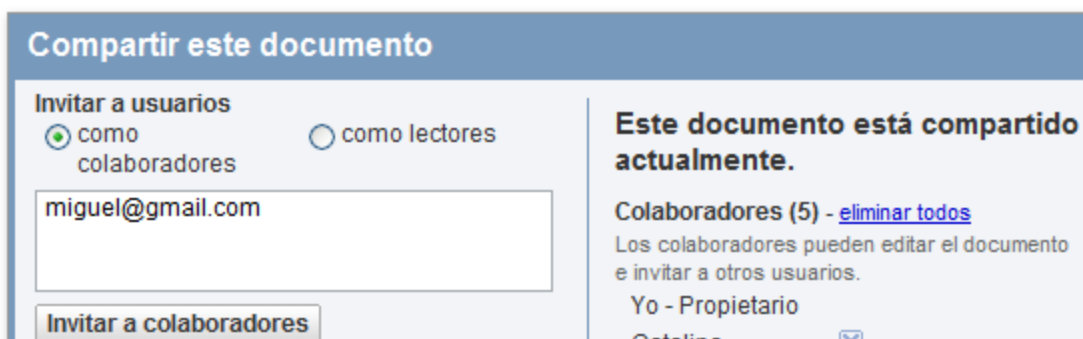 Compartir este documento
Invitar a usuarios
como
colaboradores
como lectores
miguel@gmail.com
Invitar a colaboradores
Este documento está compartido
actualmente.
Colaboradores (5) - eliminar todos
Los colaboradores pueden editar el documento
e invitar a otros usuarios.
Yo - Propietario